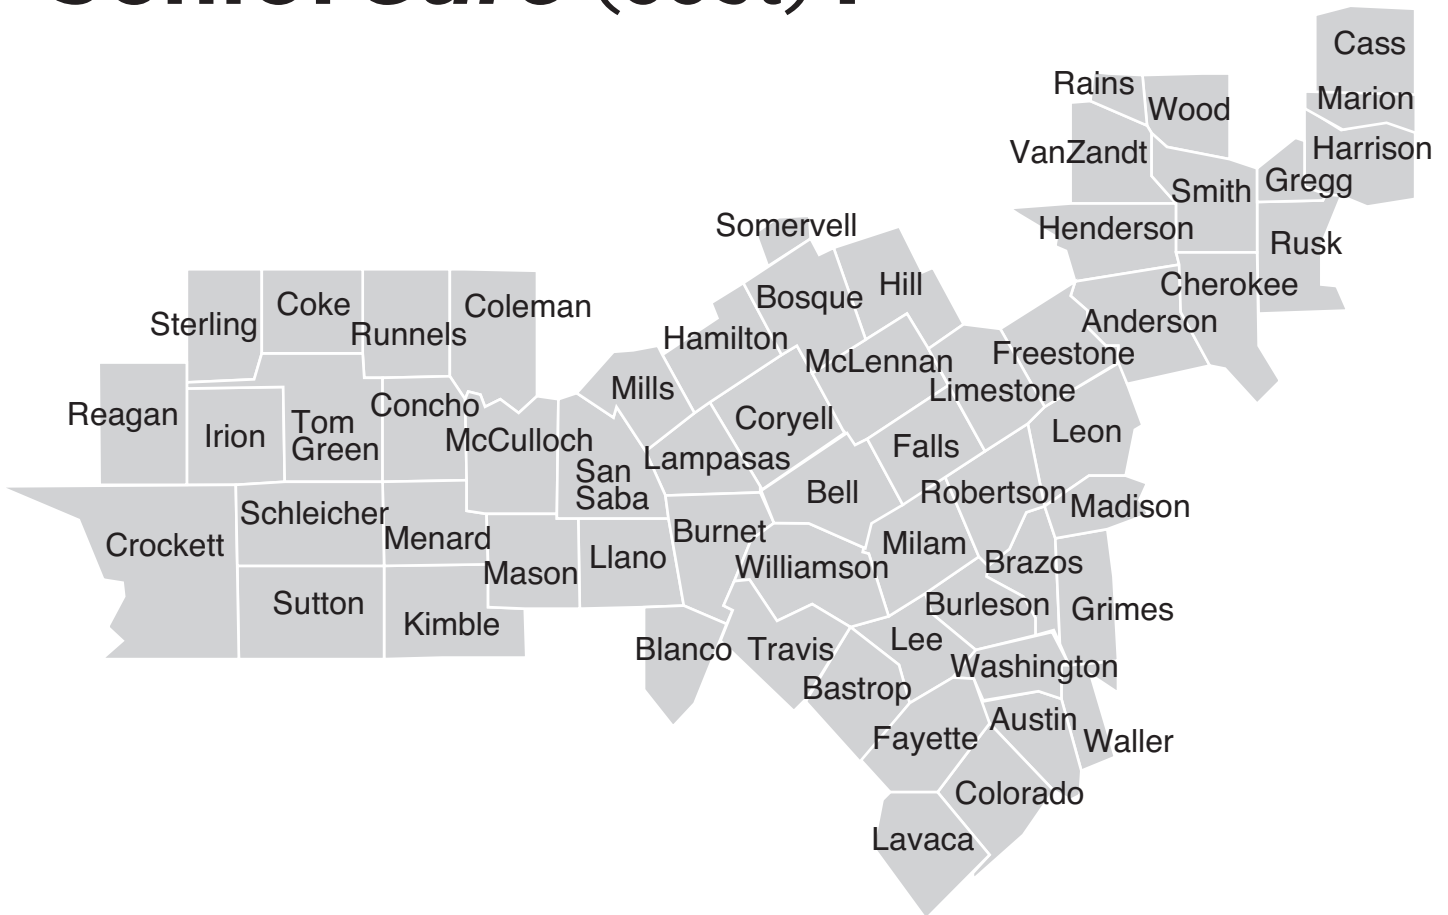 SeniorCare (cost) :
Cass
Rains
Marion
Wood
VanZandt
Harrison
Gregg
Smith
Henderson
Rusk
Somervell
Cherokee
Hill
Bosque
Anderson
Coke
Coleman
Sterling
Runnels
Hamilton
Freestone
McLennan
Limestone
Mills
Concho
Reagan
Coryell
Tom
Green
Irion
Leon
McCulloch
Falls
Lampasas
San
Saba
Bell
Robertson
Madison
Schleicher
Burnet
Menard
Crockett
Milam
Llano
Williamson
Brazos
Mason
Sutton
Burleson
Grimes
Kimble
Lee
Blanco
Travis
Washington
Bastrop
Austin
Fayette
Waller
Colorado
Lavaca